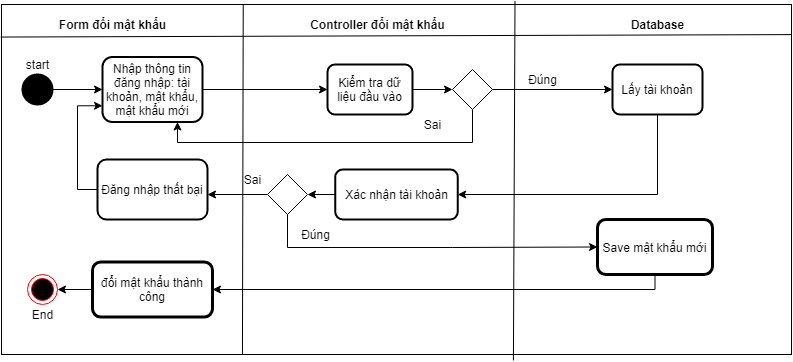 Form đổi mật khẩu
Controller đổi mật khẩu
Database
start
Nhập thông tin
đăng nhập: tài
khoản, mật khẩu,
mật khẩu mới
Kiểm tra dữ
liệu đầu vào
Đúng
Lấy tài khoản
Sai
Đăng nhập thất bại
Sai
Xác nhận tài khoản
Đúng
Save mật khẩu mới
đổi mật khẩu thành
công
End